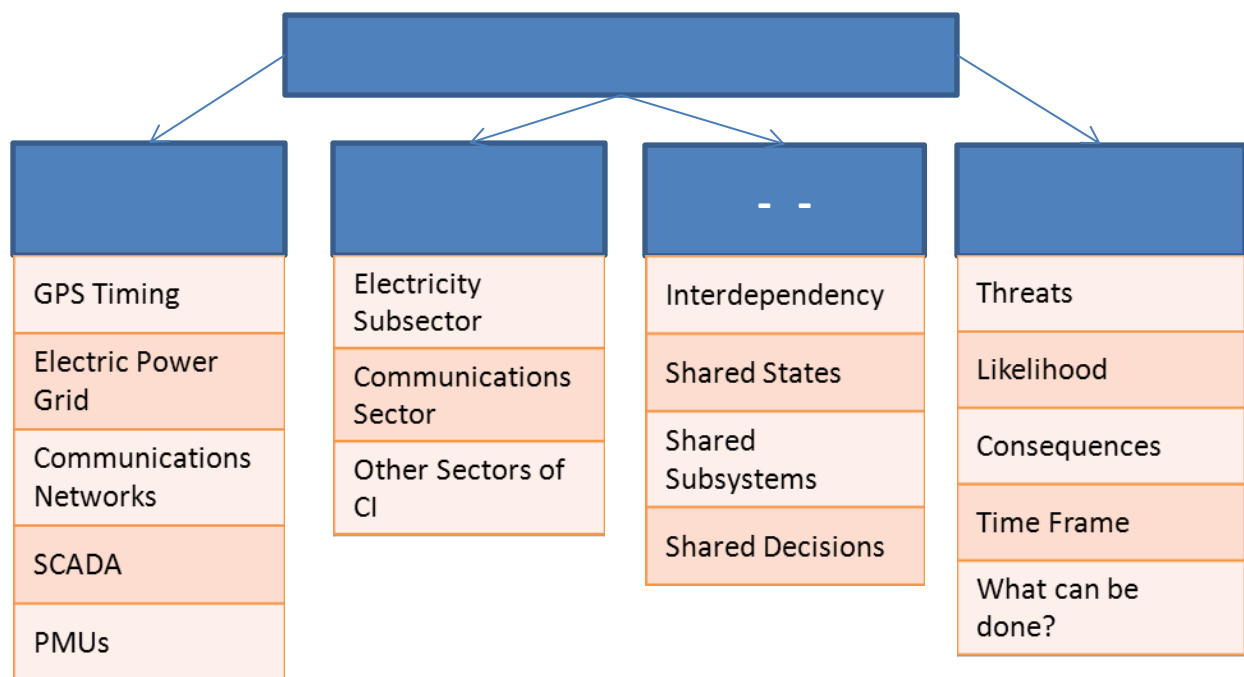 - -
GPS Timing
Electric Power
Grid
Communications
Networks
SCADA
PMUs
Electricity
Subsector
Communications
Sector
Other Sectors of
CI
Interdependency
Shared States
Shared
Subsystems
Shared Decisions
Threats
Likelihood
Consequences
Time Frame
What can be
done?